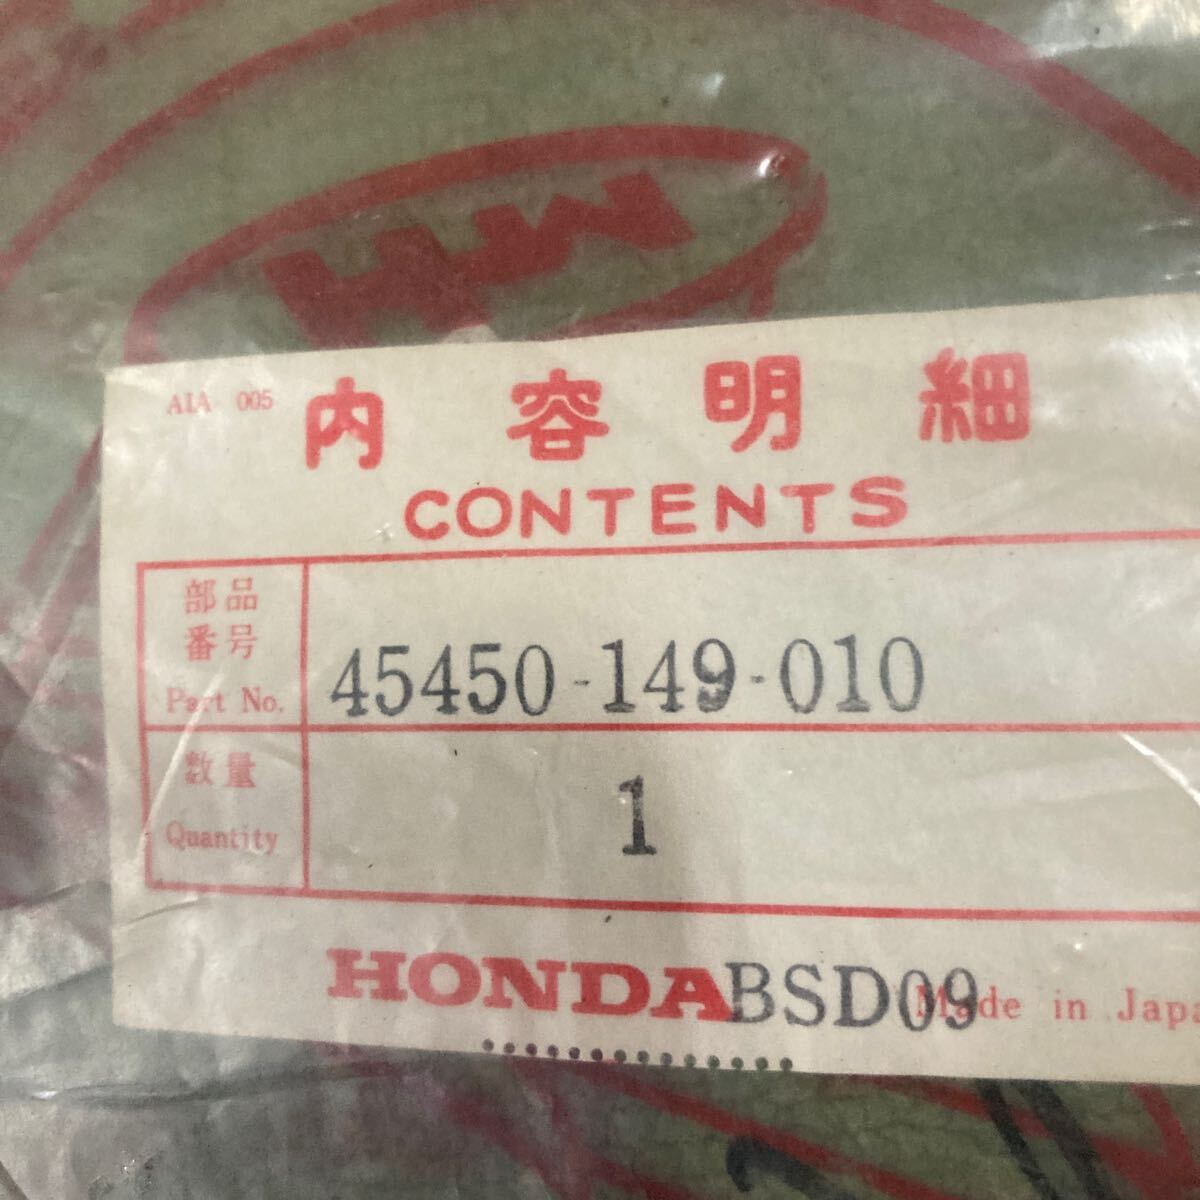 HM
AIA 005
内容明細
CONTENTS
部品
番号
Part No.
45450-149-010
数量
Quantity
1
HONDA BSD09 Made in Japa